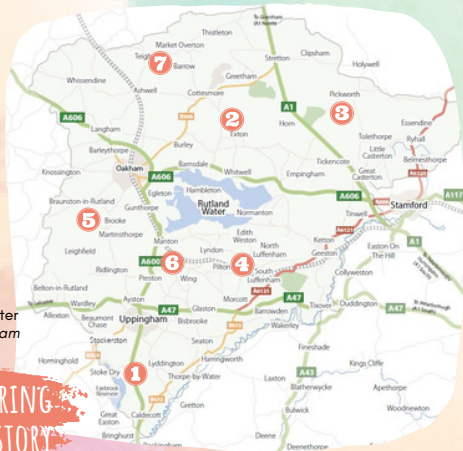 To Grantham
(A1 North)
Thistleton
Clipsham
Market Overton
Stretton
Holywell
Teigh
7
Barrow
Whissendine
Greetham
Ashwell
Cottesmore
Pickworth
A1
3
A606
2
Exton
Horn
Essendine
Langham
Burley
Tolethorpe
Ryhall
Barleythorpe
Little
Casterton
Belmesthorpe
Barnsdale
Tickencote
Oakham
Whitwell
Empingham
Great
Casterton
Knossington
A606
A606
A6121
Egleton
Hambleton
Stamford
A117
Braunston-in-Rutland
Gunthorpe
Rutland
Water
Normanton
Tinwell
5
Brooke
Martinsthorpe
Edith
Weston
Ketton
A6121
Easton On
The Hill
Manton
Lyndon
North
Luffenham
Geeston
Leighfield
6
Pilton
4
Collyweston
Ridlington
A600
South
Luffenham
Preston
Wing
A6121
Belton-in-Rutland
A47
Ayston
Morcott
Barrowden
Tixover
Duddington
Wardley
A47
Glaston
A47
Allexton
Beaumont
Chase
Uppingham
Bisbrooke
Wakerley
ter
am
Seaton
Fineshade
Horninghold
Lyddington
Harringworth
Kings Cliffe
Stoke Dry
1
Thorpe-by-Water
A43
Laxton
Blatherwycke
Apethorpe
Eyebrook
Reservoir
Gretton
Woodnewton
RING
Great
Easton
Caldecott
Bulwick
STORY
Bringhurst
Rockingham
Deene
Deenethorpe